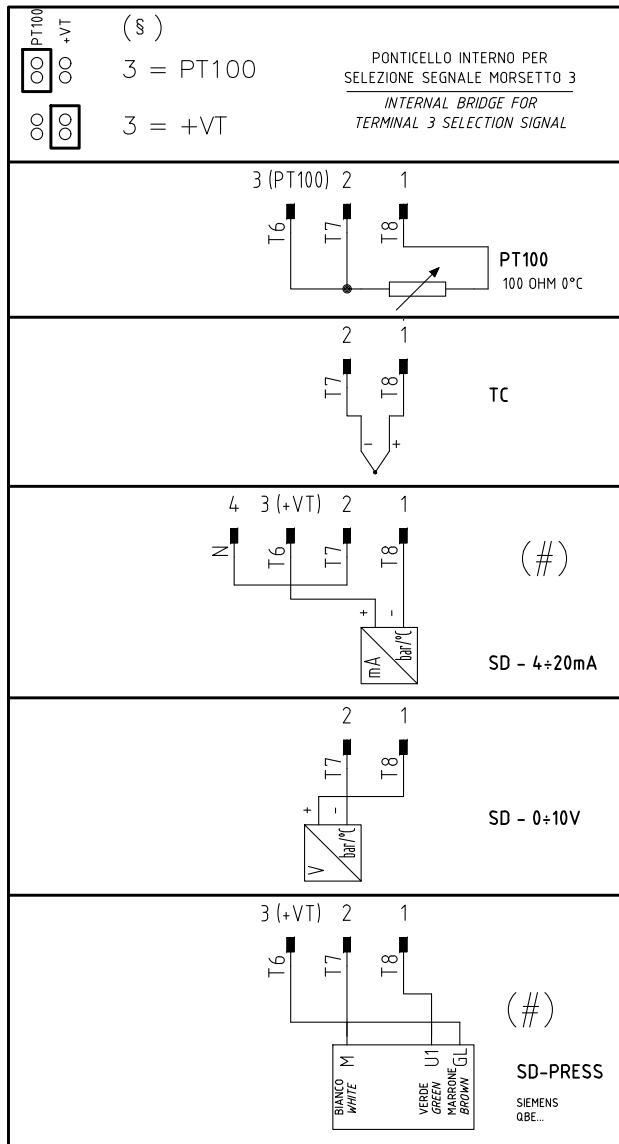 PT100 +VT
(§)
3 = PT100
3 = +VT
PONTICELLO INTERNO PER
SELEZIONE SEGNALE MORSETTO 3
INTERNAL BRIDGE FOR
TERMINAL 3 SELECTION SIGNAL
3 (PT100) 2 1
T6 T7 T8
PT100
100 OHM 0°C
2 1
T7 T8
TC
- +
4 3 (+VT) 2 1
N T6 T7 T8
(#)
+ -
mA bar/°C
SD - 4÷20mA
2 1
T7 T8
+ -
V bar/°C
SD - 0÷10V
3 (+VT) 2 1
T6 T7 T8
(#)
M U1 GL
BIANCO
WHITE
VERDE
GREEN
MARRONE
BROWN
SD-PRESS
SIEMENS
QBE...